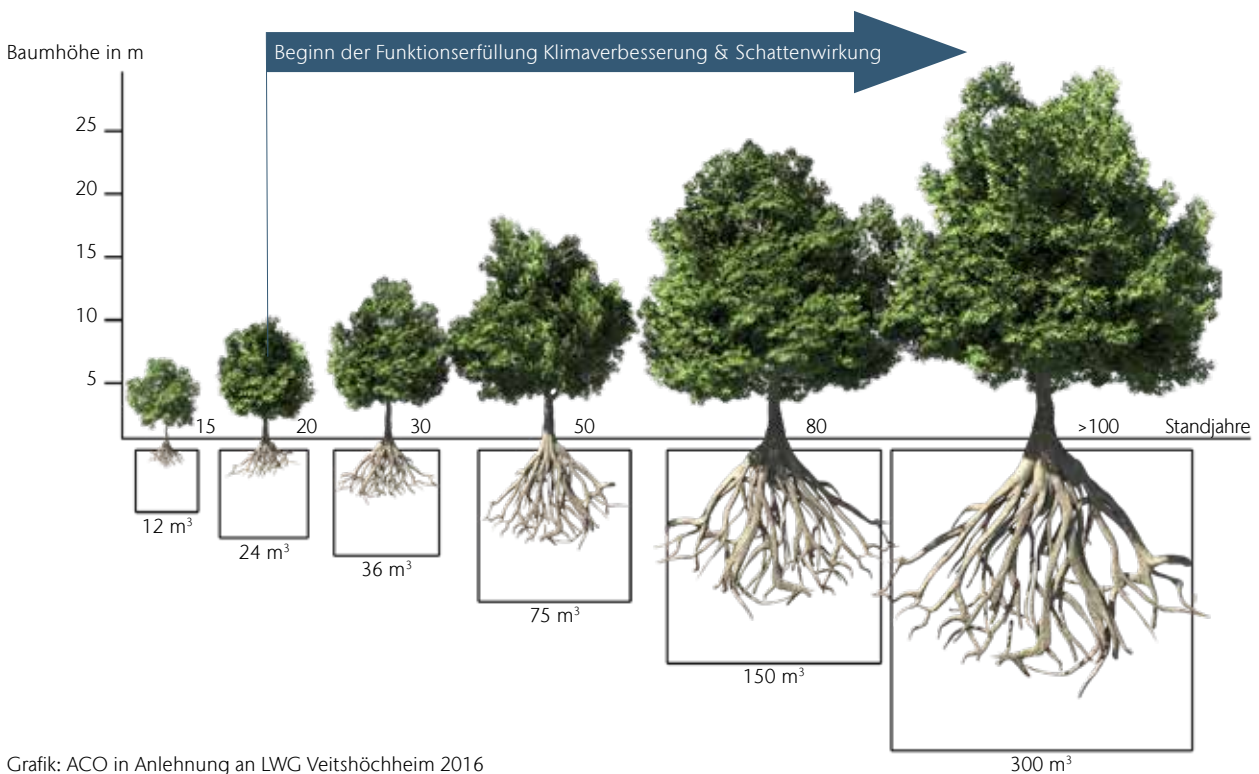 Baumhöhe in m
Beginn der Funktionserfüllung Klimaverbesserung & Schattenwirkung
25
20
15
10
5
15
20
30
50
80
>100
Standjahre
12 m³
24 m³
36 m³
75 m³
150 m³
300 m³
Grafik: ACO in Anlehnung an LWG Veitshöchheim 2016